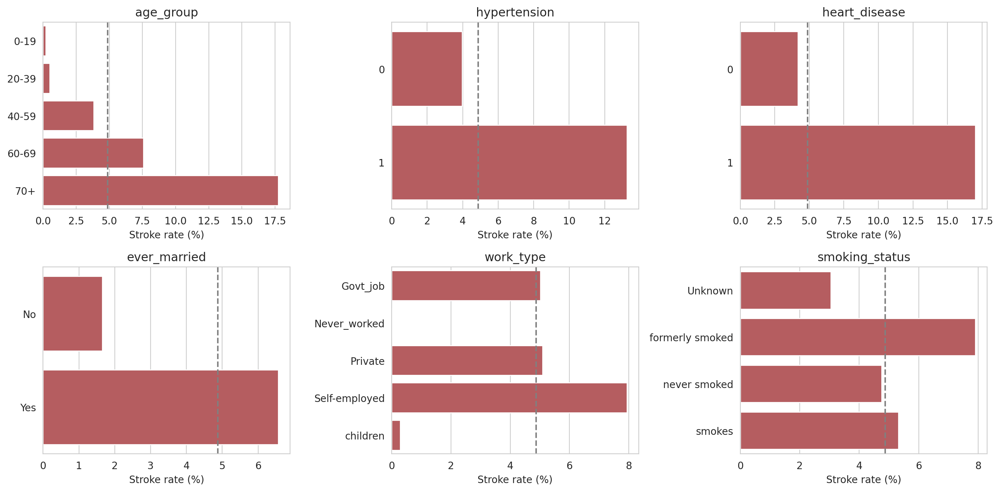 age_group
0-19
20-39
40-59
60-69
70+
0.0 2.5 5.0 7.5 10.0 12.5 15.0 17.5
Stroke rate (%)
hypertension
0
1
0 2 4 6 8 10 12
Stroke rate (%)
heart_disease
0
1
0.0 2.5 5.0 7.5 10.0 12.5 15.0 17.5
Stroke rate (%)
ever_married
No
Yes
0 1 2 3 4 5 6
Stroke rate (%)
work_type
Govt_job
Never_worked
Private
Self-employed
children
0 2 4 6 8
Stroke rate (%)
smoking_status
Unknown
formerly smoked
never smoked
smokes
0 2 4 6 8
Stroke rate (%)